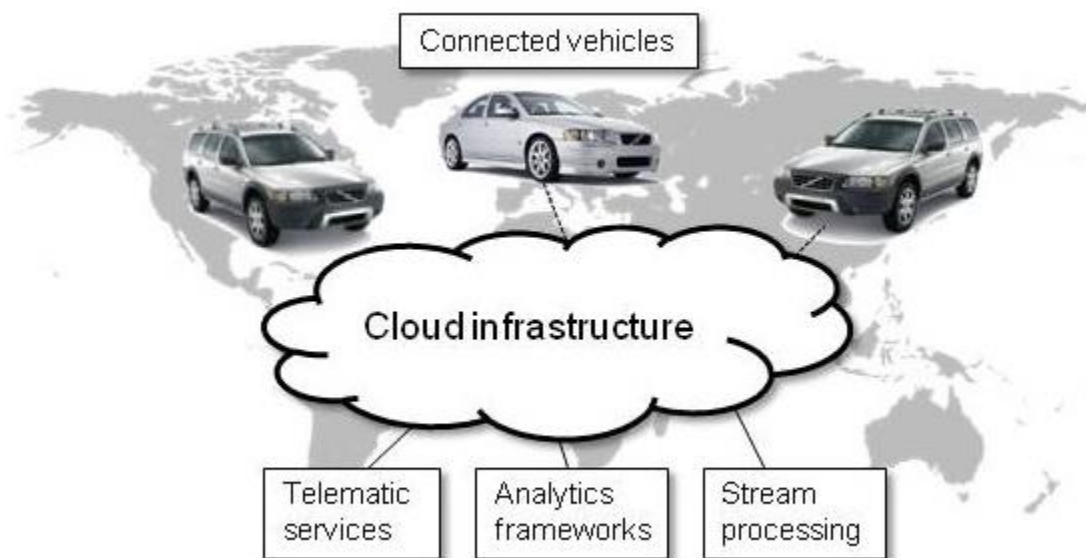 Connected vehicles
Cloud infrastructure
Telematic
services
Analytics
frameworks
Stream
processing